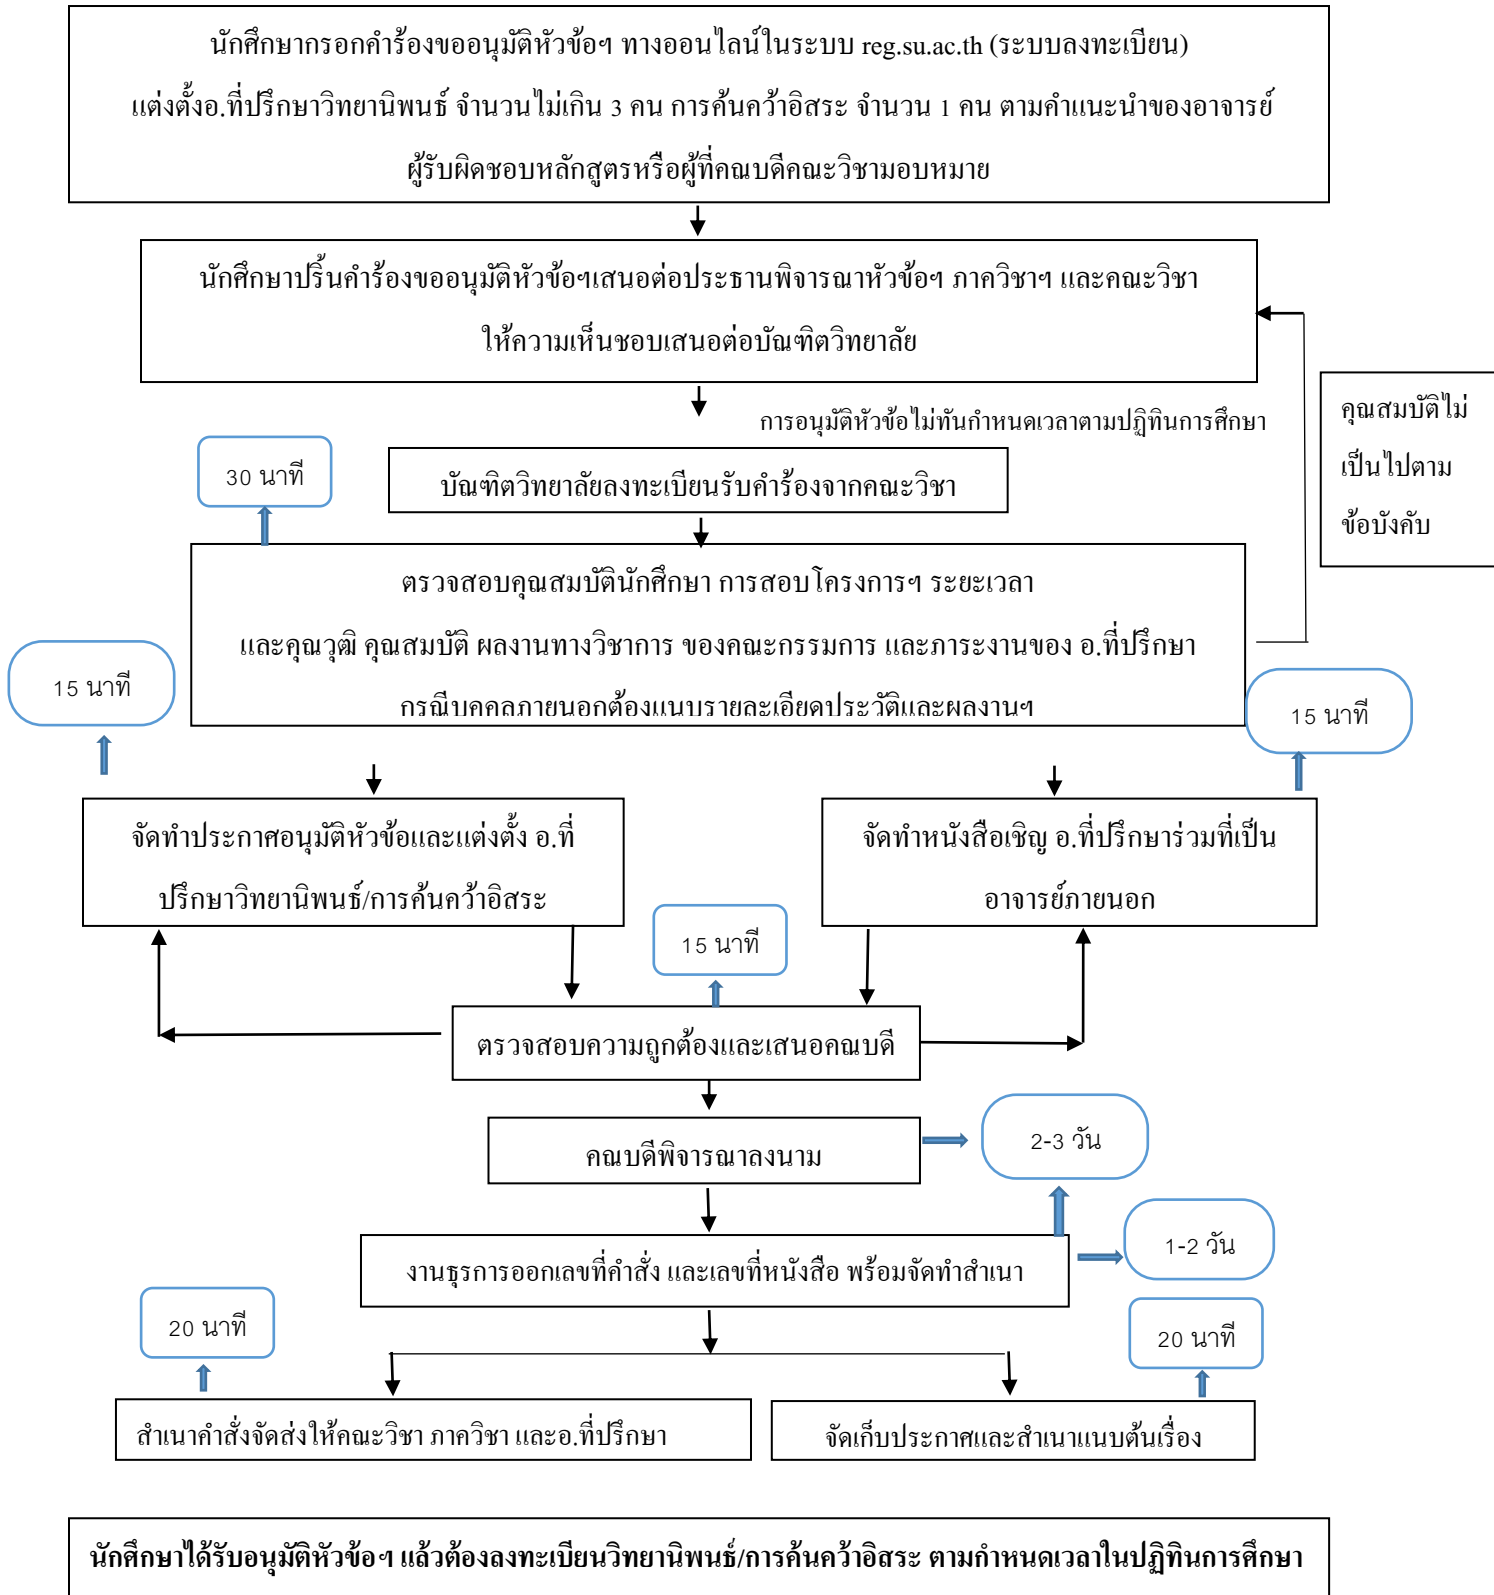 นักศึกษากรอกคำร้องขออนุมัติหัวข้อฯ ทางออนไลน์ในระบบ reg.su.ac.th (ระบบลงทะเบียน)
แต่งตั้งอ.ที่ปรึกษาวิทยานิพนธ์ จำนวนไม่เกิน 3 คน การค้นคว้าอิสระ จำนวน 1 คน ตามคำแนะนำของอาจารย์
ผู้รับผิดชอบหลักสูตรหรือผู้ที่คณบดีคณะวิชามอบหมาย
นักศึกษาปริ้นคำร้องขออนุมัติหัวข้อฯเสนอต่อประธานพิจารณาหัวข้อฯ ภาควิชาฯ และคณะวิชา
ให้ความเห็นชอบเสนอต่อบัณฑิตวิทยาลัย
คุณสมบัติไม่
เป็นไปตาม
ข้อบังคับ
การอนุมัติหัวข้อไม่ทันกำหนดเวลาตามปฏิทินการศึกษา
30 นาที
บัณฑิตวิทยาลัยลงทะเบียนรับคำร้องจากคณะวิชา
ตรวจสอบคุณสมบัตินักศึกษา การสอบโครงการฯ ระยะเวลา
และคุณวุฒิ คุณสมบัติ ผลงานทางวิชาการ ของคณะกรรมการ และภาระงานของ อ.ที่ปรึกษา
กรณีบุคคลภายนอกต้องแนบรายละเอียดประวัติและผลงานฯ
15 นาที
15 นาที
จัดทำประกาศอนุมัติหัวข้อและแต่งตั้ง อ.ที่
ปรึกษาวิทยานิพนธ์/การค้นคว้าอิสระ
จัดทำหนังสือเชิญ อ.ที่ปรึกษาร่วมที่เป็น
อาจารย์ภายนอก
15 นาที
ตรวจสอบความถูกต้องและเสนอคณบดี
คณบดีพิจารณาลงนาม
2-3 วัน
1-2 วัน
งานธุรการออกเลขที่คำสั่ง และเลขที่หนังสือ พร้อมจัดทำสำเนา
20 นาที
20 นาที
สำเนาคำสั่งจัดส่งให้คณะวิชา ภาควิชา และอ.ที่ปรึกษา
จัดเก็บประกาศและสำเนาแนบต้นเรื่อง
นักศึกษาได้รับอนุมัติหัวข้อฯ แล้วต้องลงทะเบียนวิทยานิพนธ์/การค้นคว้าอิสระ ตามกำหนดเวลาในปฏิทินการศึกษา